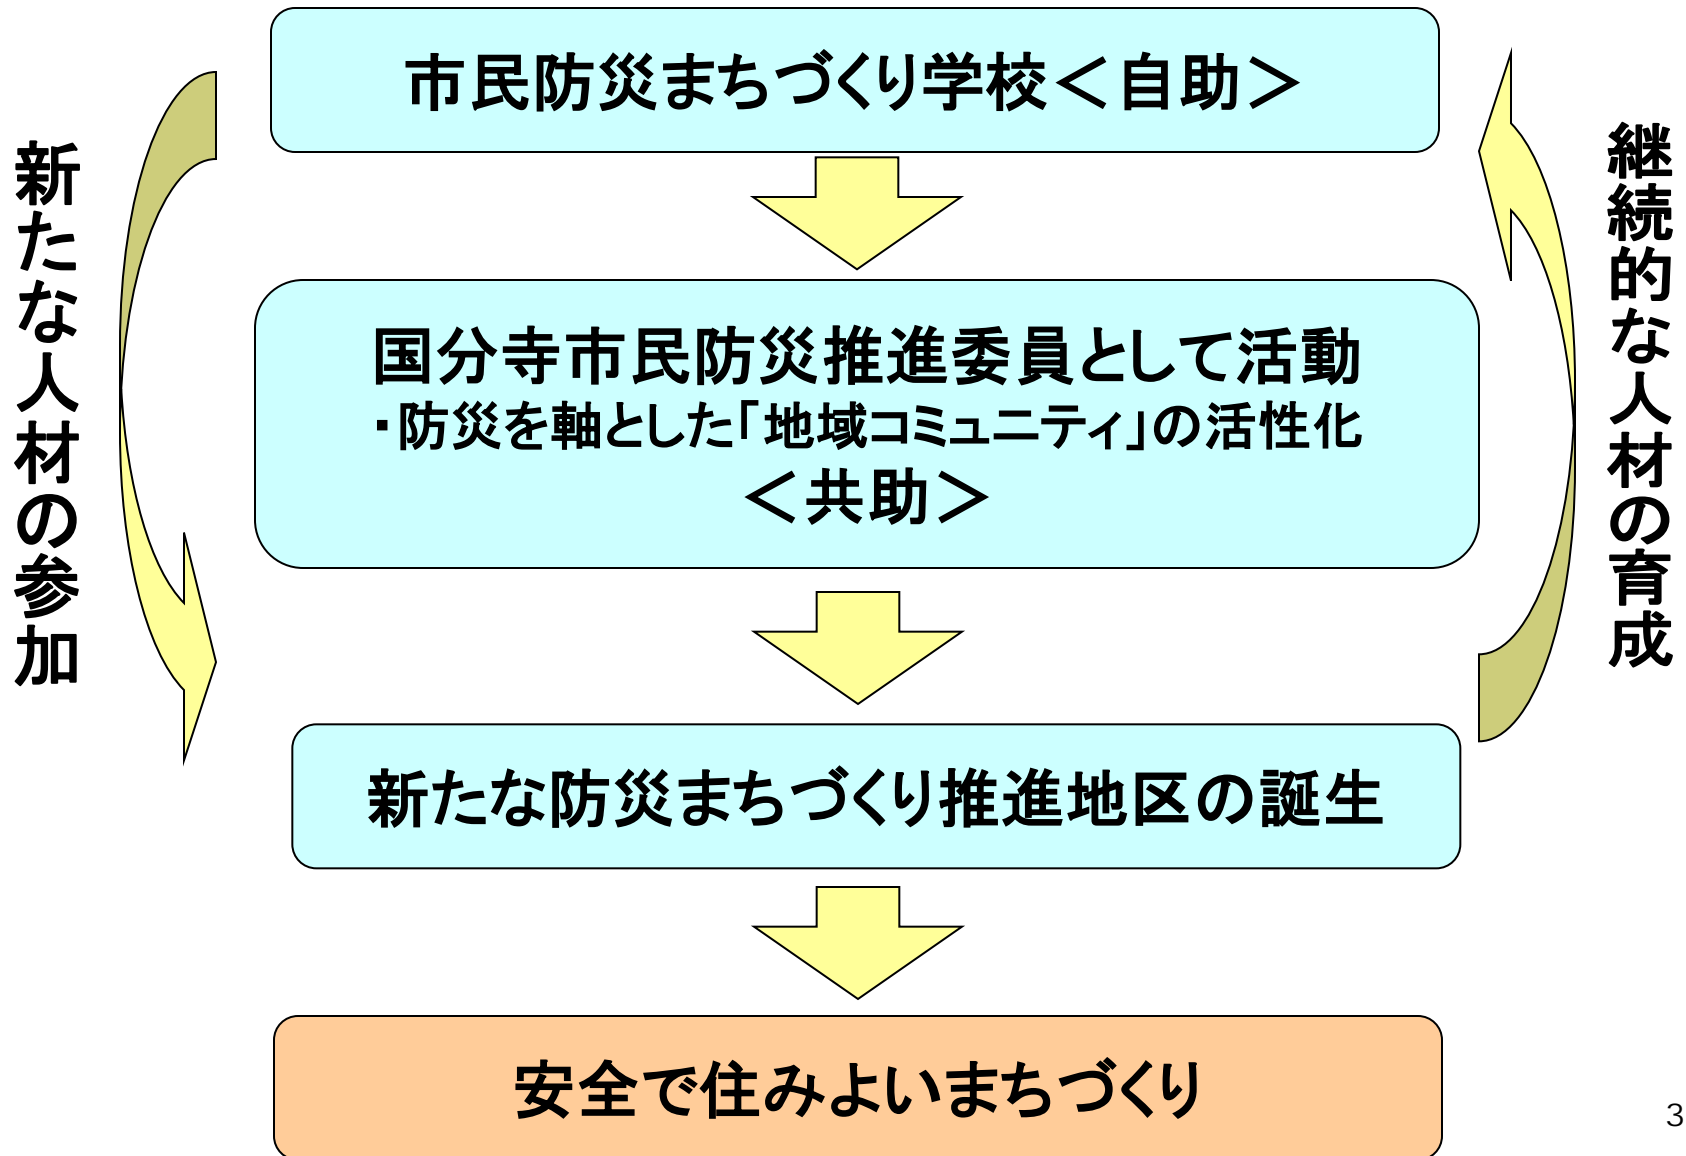 市民防災まちづくり学校＜自助＞
新たな人材の参加
継続的な人材の育成
国分寺市民防災推進委員として活動
・防災を軸とした「地域コミュニティ」の活性化
＜共助＞
新たな防災まちづくり推進地区の誕生
安全で住みよいまちづくり
3